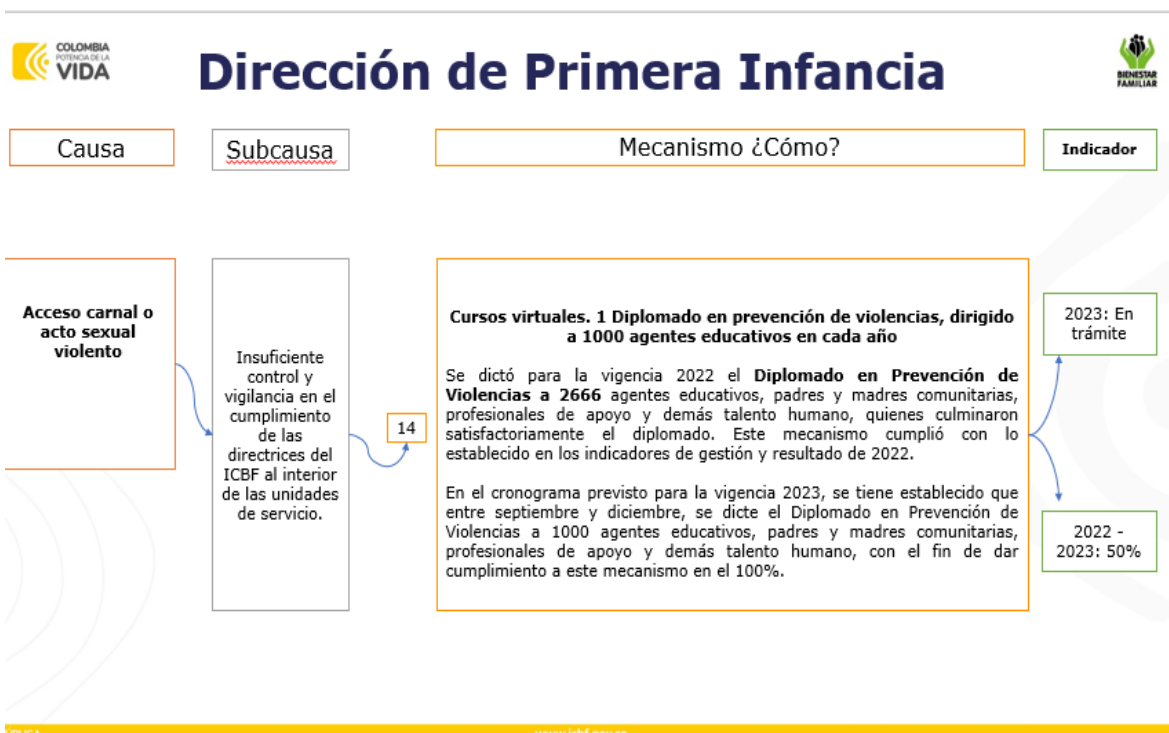 COLOMBIA
POTENCIA DE LA
VIDA
Dirección de Primera Infancia
BIENESTAR
FAMILIAR
Causa
Subcausa
Mecanismo ¿Cómo?
Indicador
Acceso carnal o
acto sexual
violento
Insuficiente
control y
vigilancia en el
cumplimiento
de las
directrices del
ICBF al interior
de las unidades
de servicio.
14
Cursos virtuales. 1 Diplomado en prevención de violencias, dirigido
a 1000 agentes educativos en cada año
Se dictó para la vigencia 2022 el Diplomado en Prevención de
Violencias a 2666 agentes educativos, padres y madres comunitarias,
profesionales de apoyo y demás talento humano, quienes culminaron
satisfactoriamente el diplomado. Este mecanismo cumplió con lo
establecido en los indicadores de gestión y resultado de 2022.
En el cronograma previsto para la vigencia 2023, se tiene establecido que
entre septiembre y diciembre, se dicte el Diplomado en Prevención de
Violencias a 1000 agentes educativos, padres y madres comunitarias,
profesionales de apoyo y demás talento humano, con el fin de dar
cumplimiento a este mecanismo en el 100%.
2023: En
trámite
2022 -
2023: 50%